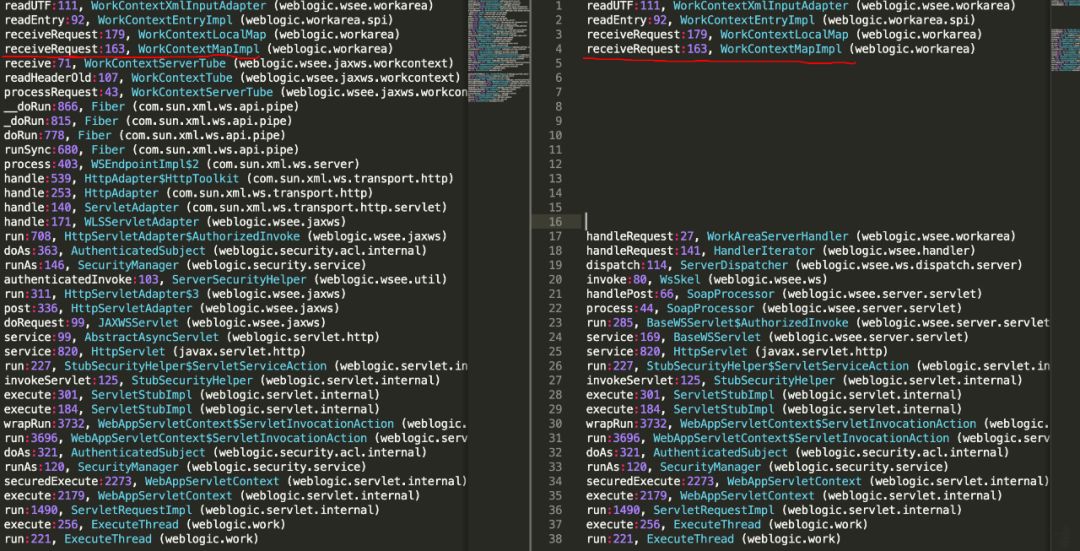 readUTF:111, WorkContextXmlInputAdapter (weblogic.wsee.workarea)
readEntry:92, WorkContextEntryImpl (weblogic.workarea.spi)
receiveRequest:179, WorkContextLocalMap (weblogic.workarea)
receiveRequest:163, WorkContextMapImpl (weblogic.workarea)
receive:71, WorkContextServerTube (weblogic.wsee.jaxws.workcontext)
readHeaderOld:107, WorkContextTube (weblogic.wsee.jaxws.workcontext)
processRequest:43, WorkContextServerTube (weblogic.wsee.jaxws.workcon
__doRun:866, Fiber (com.sun.xml.ws.api.pipe)
_doRun:815, Fiber (com.sun.xml.ws.api.pipe)
doRun:778, Fiber (com.sun.xml.ws.api.pipe)
runSync:680, Fiber (com.sun.xml.ws.api.pipe)
process:403, WSEndpointImpl$2 (com.sun.xml.ws.server)
handle:539, HttpAdapter$HttpToolkit (com.sun.xml.ws.transport.http)
handle:253, HttpAdapter (com.sun.xml.ws.transport.http)
handle:140, ServletAdapter (com.sun.xml.ws.transport.http.servlet)
handle:171, WLSServletAdapter (weblogic.wsee.jaxws)
run:708, HttpServletAdapter$AuthorizedInvoke (weblogic.wsee.jaxws)
doAs:363, AuthenticatedSubject (weblogic.security.acl.internal)
runAs:146, SecurityManager (weblogic.security.service)
authenticatedInvoke:103, ServerSecurityHelper (weblogic.wsee.util)
run:311, HttpServletAdapter$3 (weblogic.wsee.jaxws)
post:336, HttpServletAdapter (weblogic.wsee.jaxws)
doRequest:99, JAXWSServlet (weblogic.wsee.jaxws)
service:99, AbstractAsyncServlet (weblogic.servlet.http)
service:820, HttpServlet (javax.servlet.http)
run:227, StubSecurityHelper$ServletServiceAction (weblogic.servlet.in
invokeServlet:125, StubSecurityHelper (weblogic.servlet.internal)
execute:301, ServletStubImpl (weblogic.servlet.internal)
execute:184, ServletStubImpl (weblogic.servlet.internal)
wrapRun:3732, WebAppServletContext$ServletInvocationAction (weblogic.
run:3696, WebAppServletContext$ServletInvocationAction (weblogic.serv
doAs:321, AuthenticatedSubject (weblogic.security.acl.internal)
runAs:120, SecurityManager (weblogic.security.service)
securedExecute:2273, WebAppServletContext (weblogic.servlet.internal)
execute:2179, WebAppServletContext (weblogic.servlet.internal)
run:1490, ServletRequestImpl (weblogic.servlet.internal)
execute:256, ExecuteThread (weblogic.work)
run:221, ExecuteThread (weblogic.work)
1 readUTF:111, WorkContextXmlInputAdapter (weblogic.wsee.workarea)
2 readEntry:92, WorkContextEntryImpl (weblogic.workarea.spi)
3 receiveRequest:179, WorkContextLocalMap (weblogic.workarea)
4 receiveRequest:163, WorkContextMapImpl (weblogic.workarea)
5
6
7
8
9
10
11
12
13
14
15
16
17 handleRequest:27, WorkAreaServerHandler (weblogic.wsee.workarea)
18 handleRequest:141, HandlerIterator (weblogic.wsee.handler)
19 dispatch:114, ServerDispatcher (weblogic.wsee.ws.dispatch.server)
20 invoke:80, WsSkel (weblogic.wsee.ws)
21 handlePost:66, SoapProcessor (weblogic.wsee.server.servlet)
22 process:44, SoapProcessor (weblogic.wsee.server.servlet)
23 run:285, BaseWSServlet$AuthorizedInvoke (weblogic.wsee.server.servlet
24 service:169, BaseWSServlet (weblogic.wsee.server.servlet)
25 service:820, HttpServlet (javax.servlet.http)
26 run:227, StubSecurityHelper$ServletServiceAction (weblogic.servlet.in
27 invokeServlet:125, StubSecurityHelper (weblogic.servlet.internal)
28 execute:301, ServletStubImpl (weblogic.servlet.internal)
29 execute:184, ServletStubImpl (weblogic.servlet.internal)
30 wrapRun:3732, WebAppServletContext$ServletInvocationAction (weblogic.
31 run:3696, WebAppServletContext$ServletInvocationAction (weblogic.serv
32 doAs:321, AuthenticatedSubject (weblogic.security.acl.internal)
33 runAs:120, SecurityManager (weblogic.security.service)
34 securedExecute:2273, WebAppServletContext (weblogic.servlet.internal)
35 execute:2179, WebAppServletContext (weblogic.servlet.internal)
36 run:1490, ServletRequestImpl (weblogic.servlet.internal)
37 execute:256, ExecuteThread (weblogic.work)
38 run:221, ExecuteThread (weblogic.work)